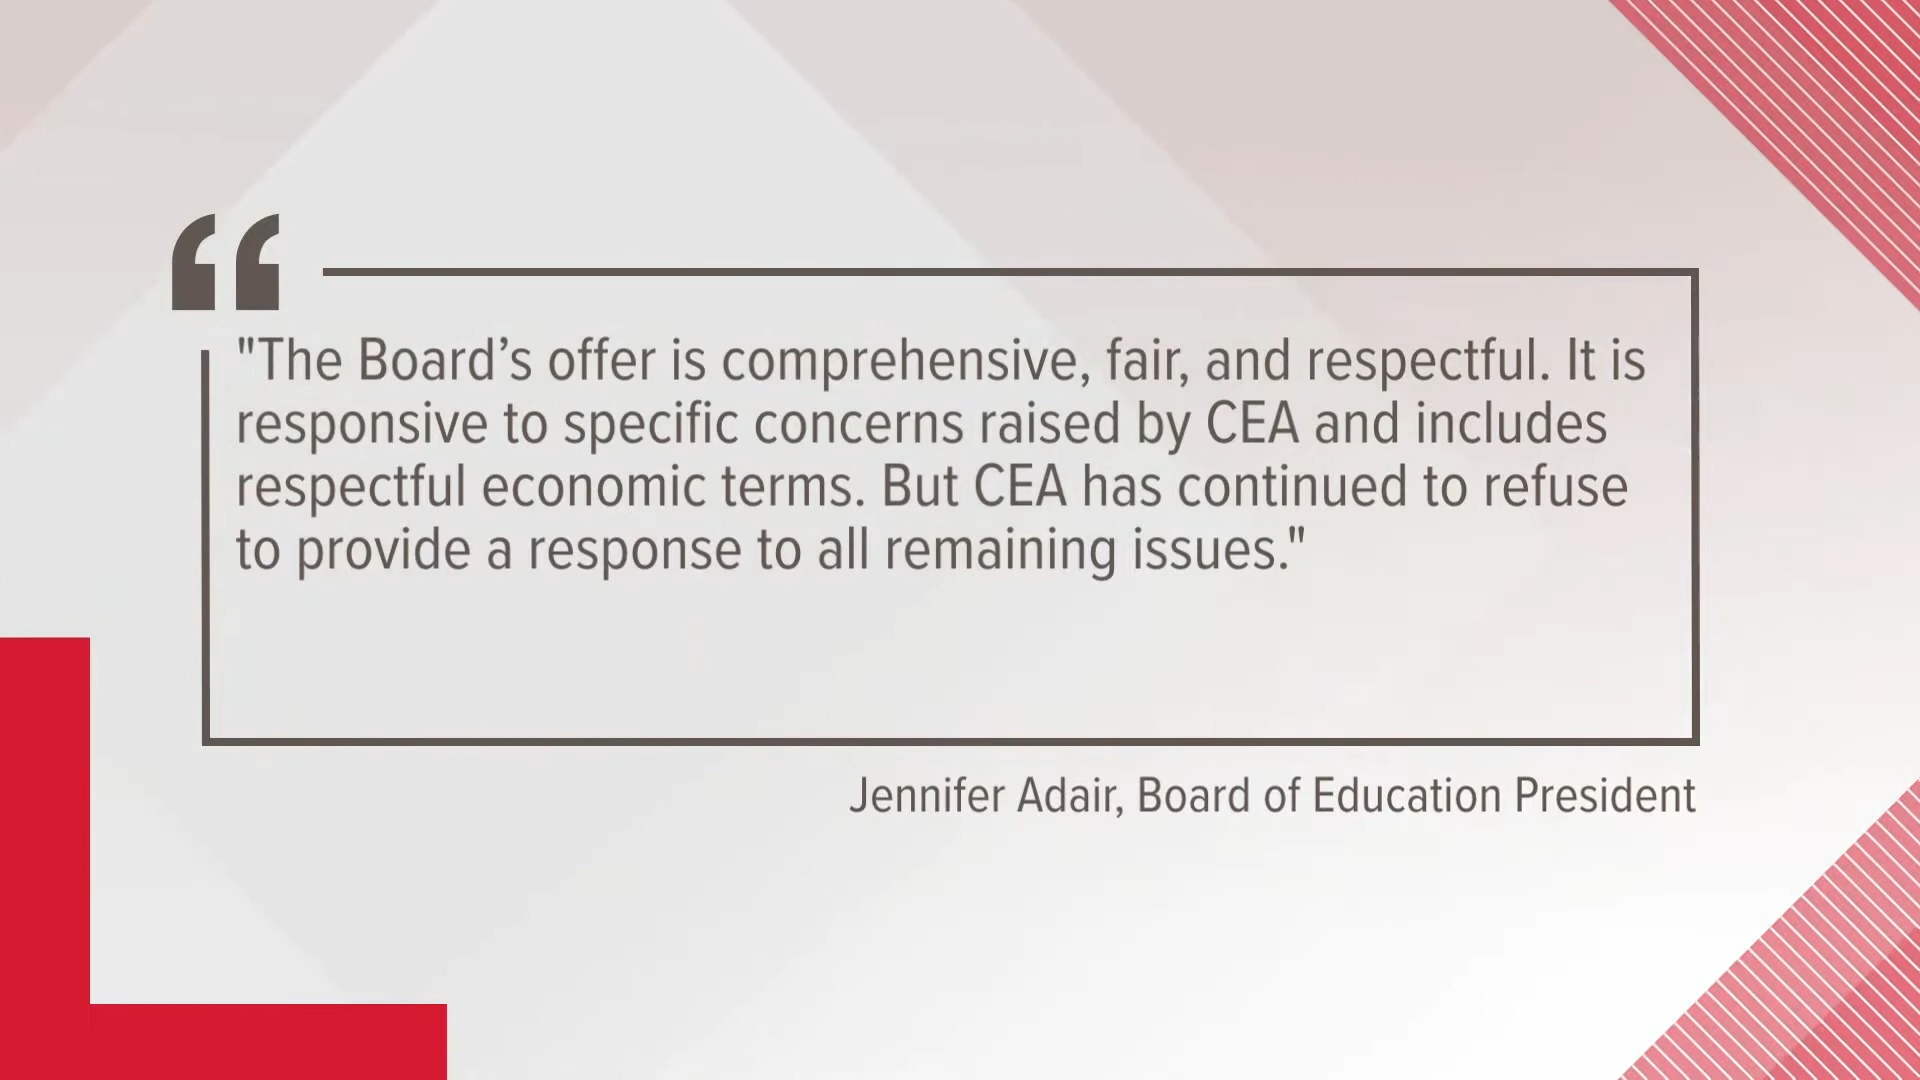 "The Board’s offer is comprehensive, fair, and respectful. It is
responsive to specific concerns raised by CEA and includes
respectful economic terms. But CEA has continued to refuse
to provide a response to all remaining issues."
Jennifer Adair, Board of Education President